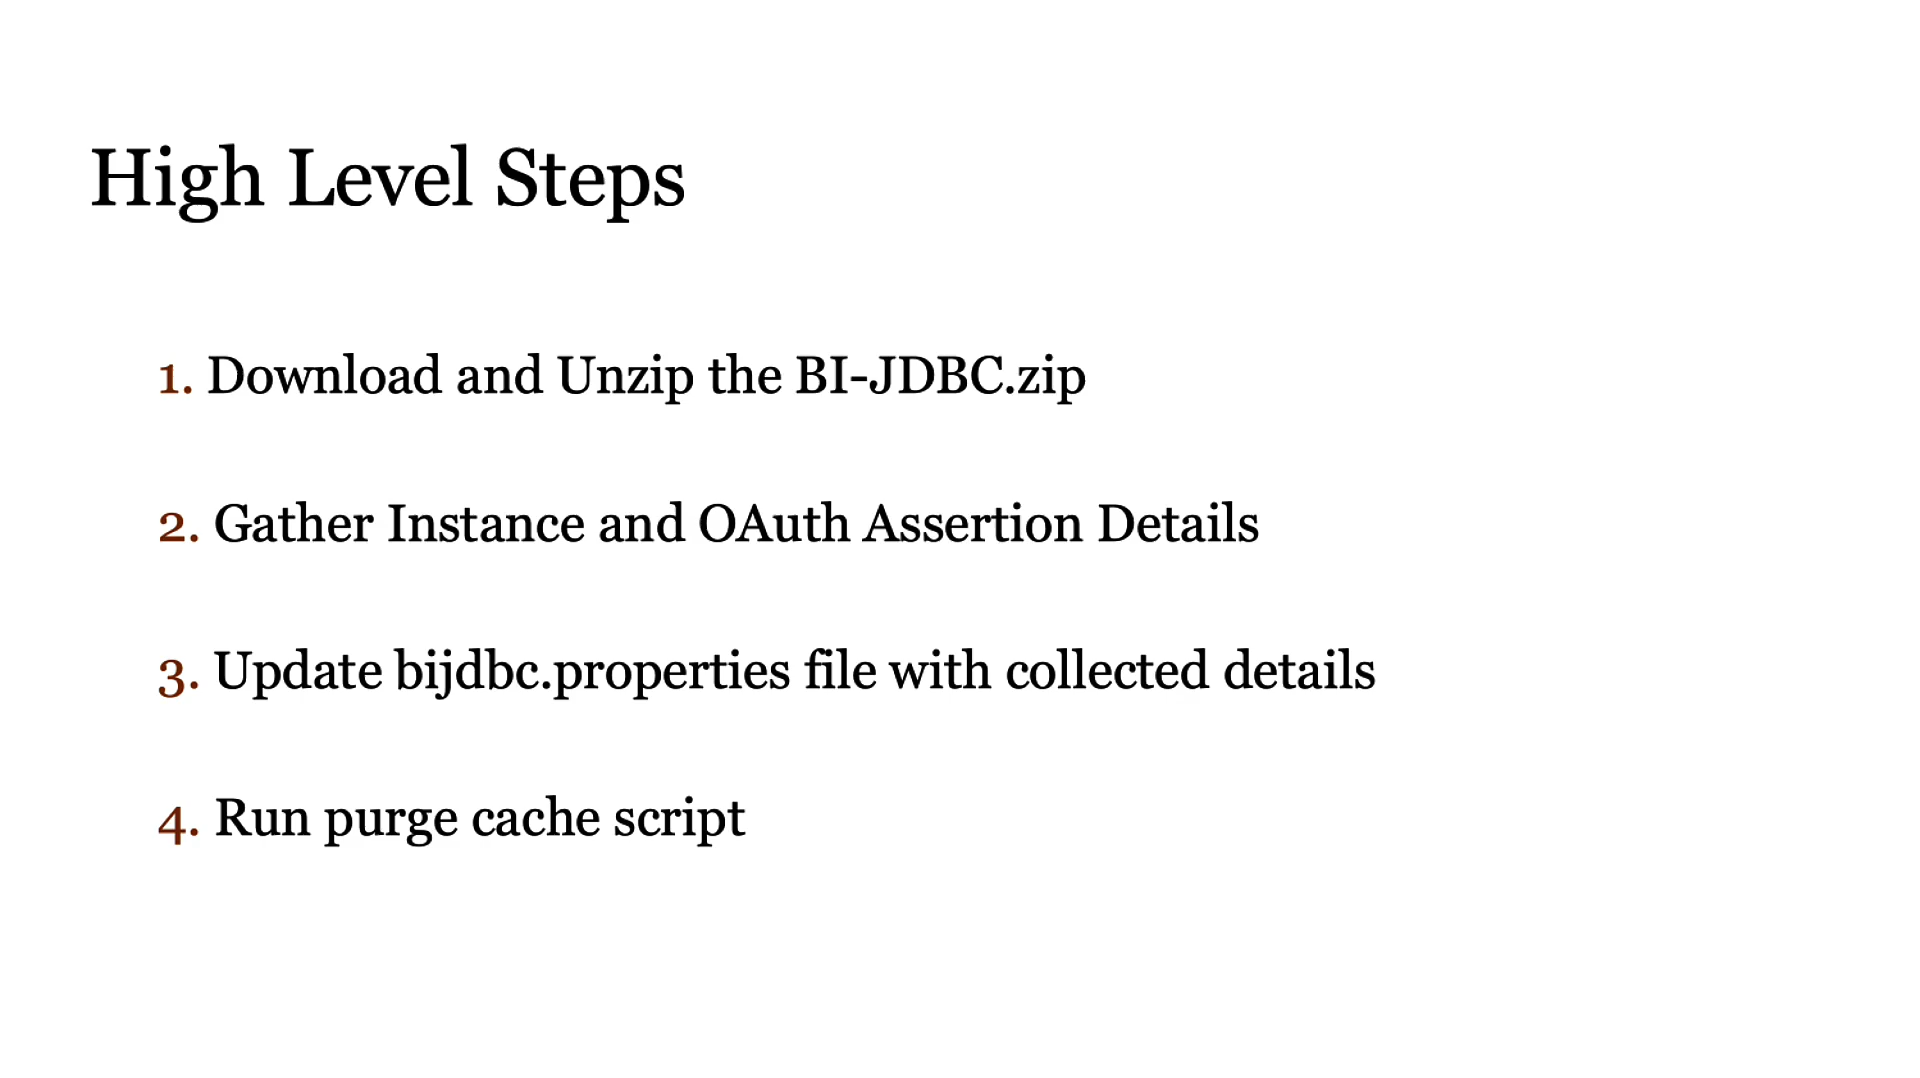 High Level Steps
1. Download and Unzip the BI-JDBC.zip
2. Gather Instance and OAuth Assertion Details
3. Update bijdbc.properties file with collected details
4. Run purge cache script